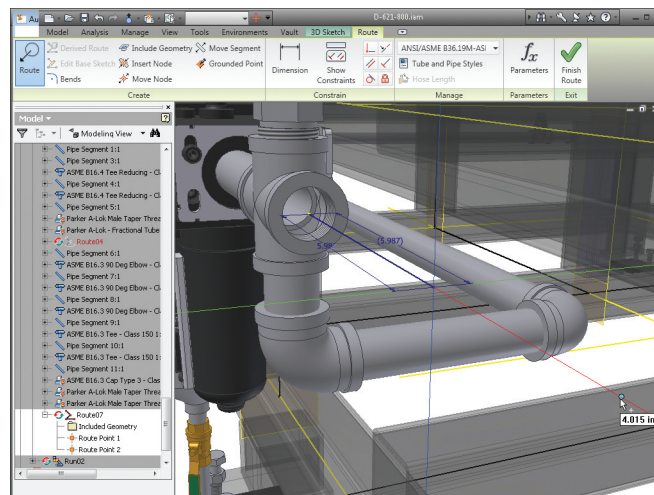 Au
D-621-800.iam
Model Analysis Manage View Tools Environments Vault 3D Sketch Route
Route
Derived Route
Edit Base Sketch
Bends
Include Geometry
Insert Node
Move Node
Move Segment
Grounded Point
Create
Dimension
Show
Constraints
Constrain
ANSI/ASME B36.19M-ASI
Tube and Pipe Styles
Hose Length
Manage
fx
Parameters
Parameters
Finish
Route
Exit
Model
Modeling View
Pipe Segment 1:1
Pipe Segment 3:1
ASME B16.4 Tee Reducing - Cl
Pipe Segment 4:1
ASME B16.4 Tee Reducing - Cl
Pipe Segment 5:1
Parker A-Lok Male Taper Threa
Parker A-Lok - Fractional Tube
Route04
Pipe Segment 6:1
ASME B16.3 90 Deg Elbow - C
Pipe Segment 7:1
ASME B16.3 90 Deg Elbow - C
Pipe Segment 8:1
ASME B16.3 90 Deg Elbow - C
Pipe Segment 9:1
ASME B16.3 Tee - Class 150 1:
Pipe Segment 10:1
ASME B16.3 Tee - Class 150 1:
Pipe Segment 11:1
ASME B16.3 Cap Type 3 - Clas
Parker A-Lok Male Taper Threa
Parker A-Lok Male Taper Threa
Route07
Included Geometry
Route Point 1
Route Point 2
Run02
5.98
(5.987)
4.015 in